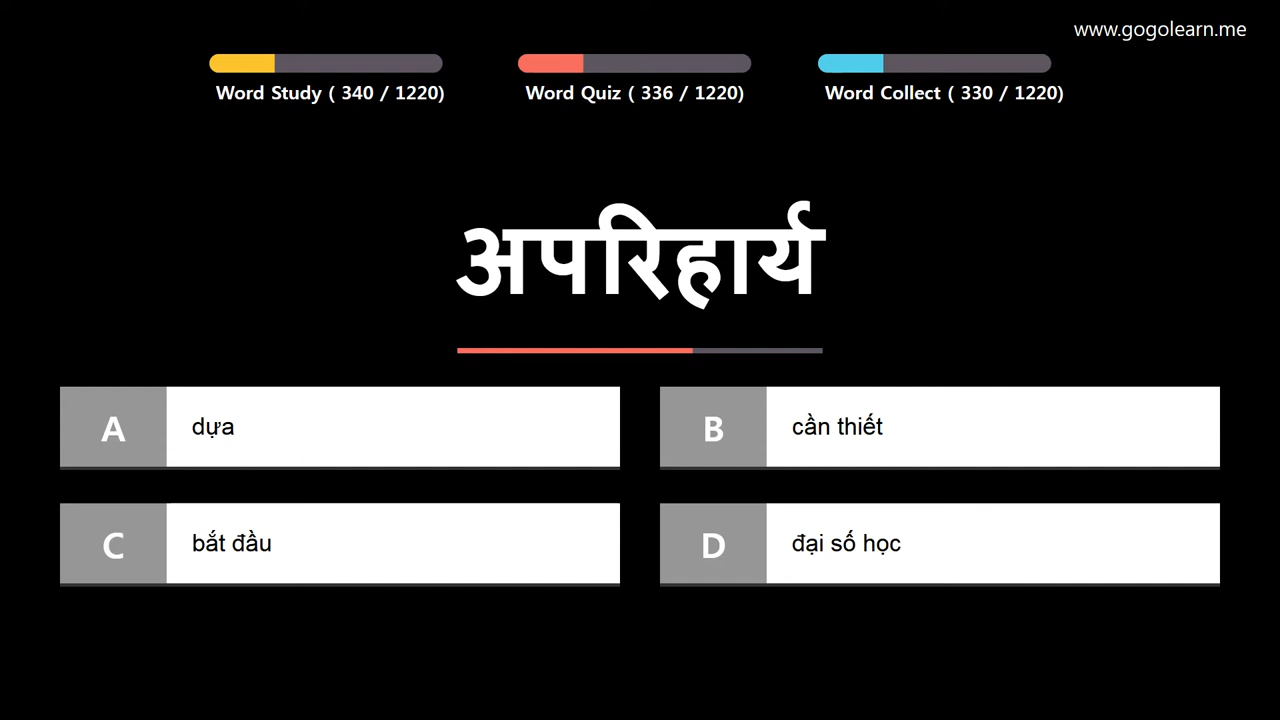 www.gogolearn.me
Word Study ( 340 / 1220)
Word Quiz ( 336 / 1220)
Word Collect ( 330 / 1220)
अपरिहार्य
A dựa
B cần thiết
C bắt đầu
D đại số học